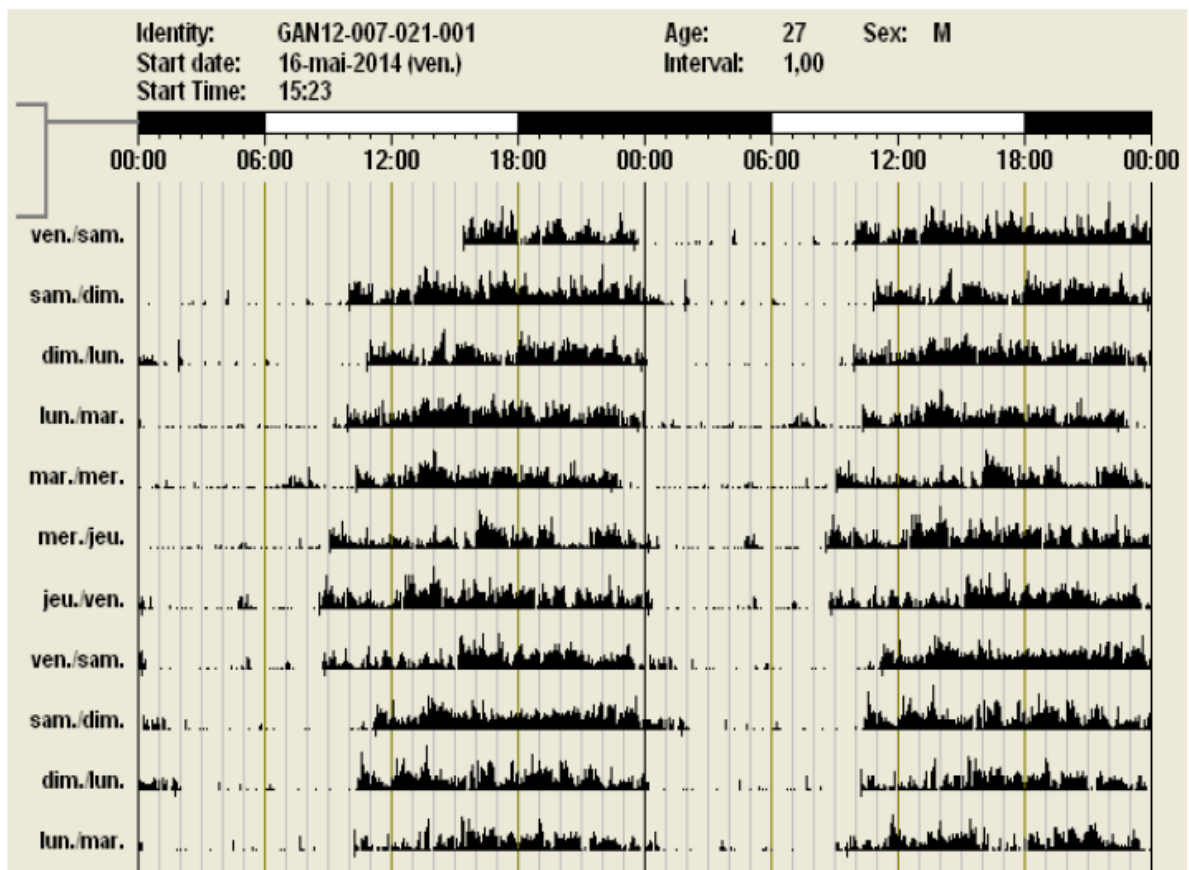 Identity: GAN12-007-021-001 Age: 27 Sex: M
Start date: 16-mai-2014 (ven.) Interval: 1,00
Start Time: 15:23
00:00 06:00 12:00 18:00 00:00 06:00 12:00 18:00 00:00
ven./sam.
sam./dim.
dim./lun.
lun./mar.
mar./mer.
mer./jeu.
jeu./ven.
ven./sam.
sam./dim.
dim./lun.
lun./mar.